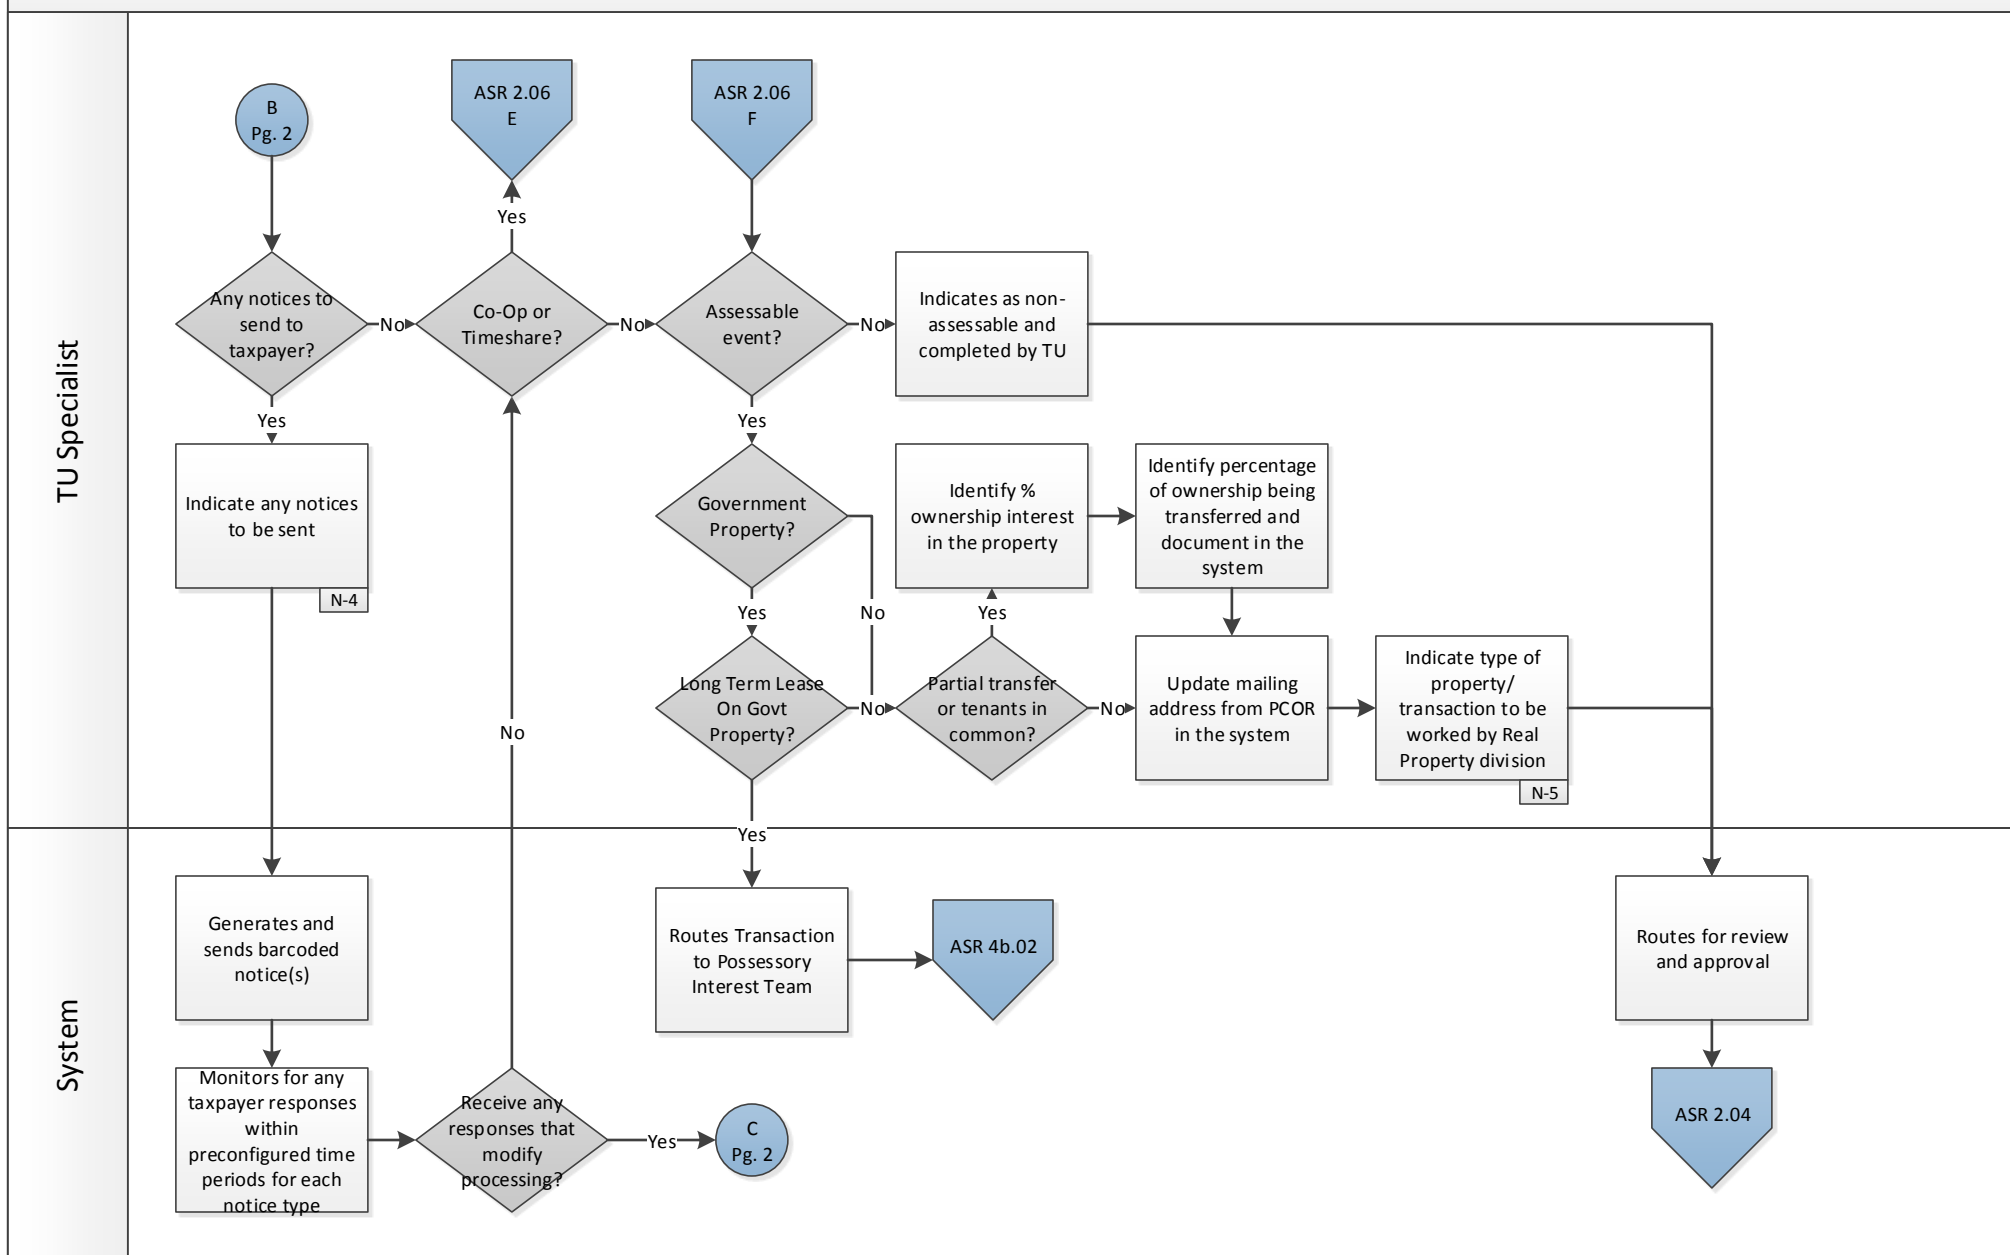 TU Specialist
B
Pg. 2
ASR 2.06
E
ASR 2.06
F
Yes
Any notices to
send to
taxpayer?
No
Co-Op or
Timeshare?
No
Assessable
event?
No
Indicates as non-
assessable and
completed by TU
Yes
Yes
Indicate any notices
to be sent
N-4
Government
Property?
No
Yes
Identify %
ownership interest
in the property
Identify percentage
of ownership being
transferred and
document in the
system
Yes
Long Term Lease
On Govt
Property?
No
Partial transfer
or tenants in
common?
No
Update mailing
address from PCOR
in the system
Indicate type of
property/
transaction to be
worked by Real
Property division
N-5
No
Yes
System
Generates and
sends barcoded
notice(s)
Routes Transaction
to Possessory
Interest Team
ASR 4b.02
Routes for review
and approval
Monitors for any
taxpayer responses
within
preconfigured time
periods for each
notice type
Receive any
responses that
modify
processing?
Yes
C
Pg. 2
ASR 2.04